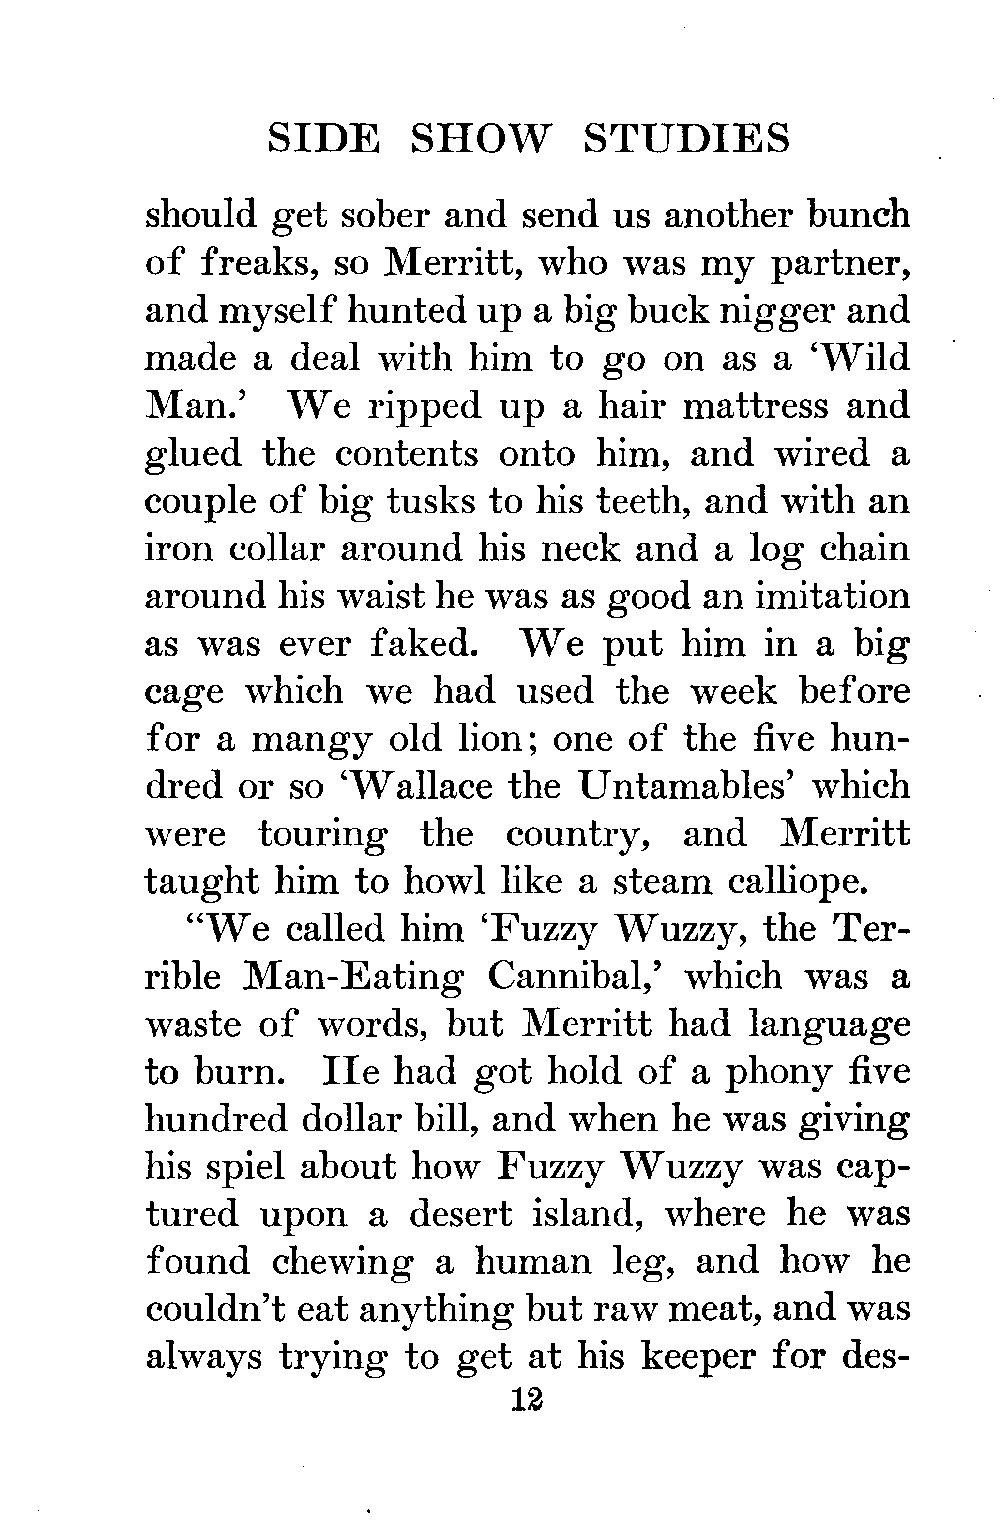 SIDE SHOW STUDIES
should get sober and send us another bunch
of freaks, so Merritt, who was my partner,
and myself hunted up a big buck nigger and
made a deal with him to go on as a ‘Wild
Man.’ We ripped up a hair mattress and
glued the contents onto him, and wired a
couple of big tusks to his teeth, and with an
iron collar around his neck and a log chain
around his waist he was as good an imitation
as was ever faked. We put him in a big
cage which we had used the week before
for a mangy old lion; one of the five hun-
dred or so ‘Wallace the Untamables’ which
were touring the country, and Merritt
taught him to howl like a steam calliope.
“We called him ‘Fuzzy Wuzzy, the Ter-
rible Man-Eating Cannibal,’ which was a
waste of words, but Merritt had language
to burn. He had got hold of a phony five
hundred dollar bill, and when he was giving
his spiel about how Fuzzy Wuzzy was cap-
tured upon a desert island, where he was
found chewing a human leg, and how he
couldn’t eat anything but raw meat, and was
always trying to get at his keeper for des-
12